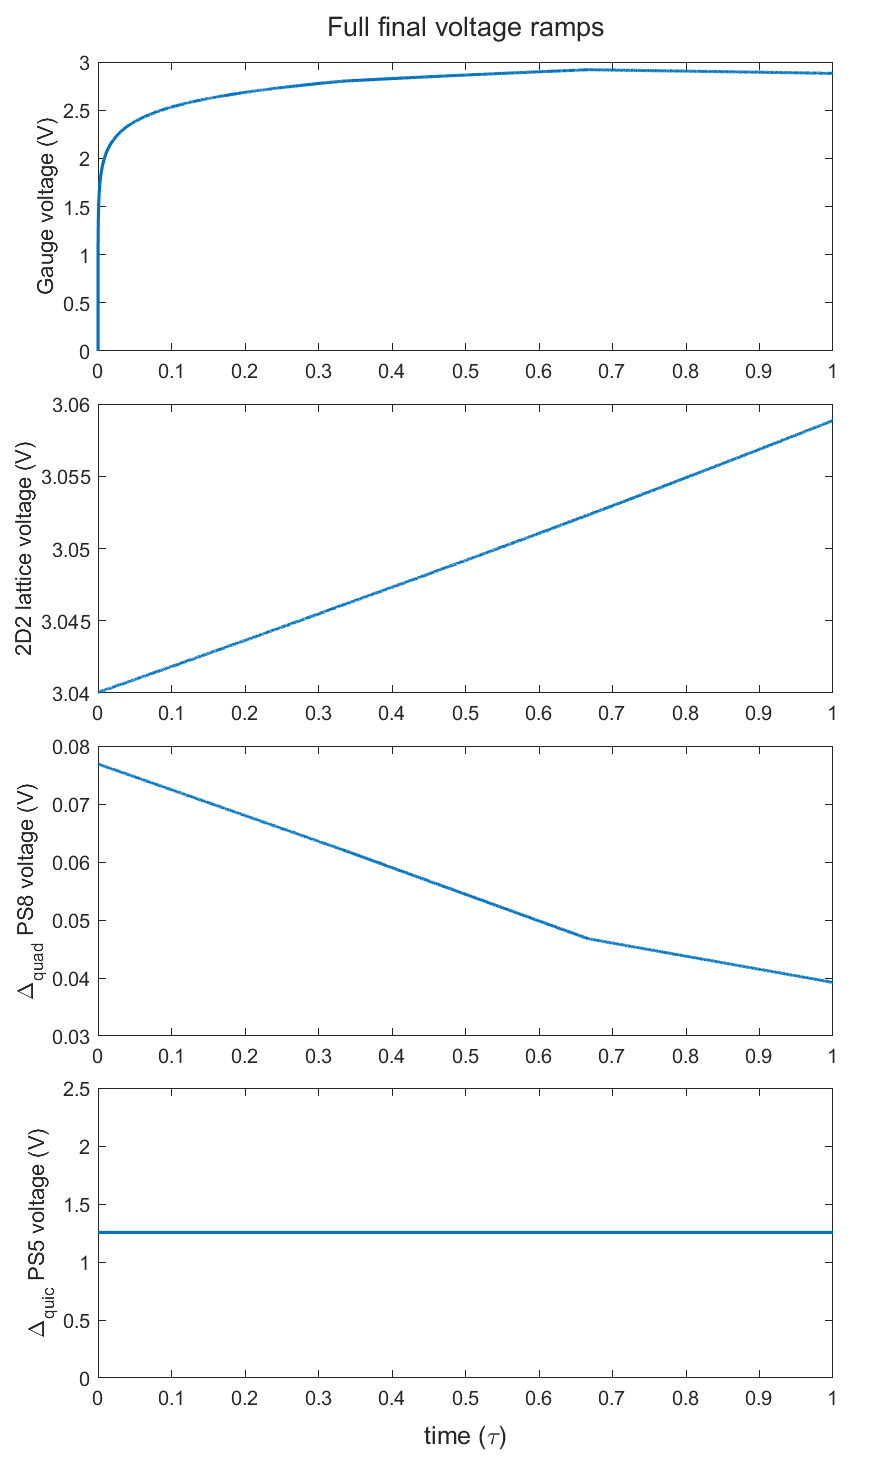 Full final voltage ramps
Gauge voltage (V)
3
2.5
2
1.5
1
0.5
0
0 0.1 0.2 0.3 0.4 0.5 0.6 0.7 0.8 0.9 1
2D2 lattice voltage (V)
3.06
3.055
3.05
3.045
3.04
0 0.1 0.2 0.3 0.4 0.5 0.6 0.7 0.8 0.9 1
Δquad PS8 voltage (V)
0.08
0.07
0.06
0.05
0.04
0.03
0 0.1 0.2 0.3 0.4 0.5 0.6 0.7 0.8 0.9 1
Δquic PS5 voltage (V)
2.5
2
1.5
1
0.5
0
0 0.1 0.2 0.3 0.4 0.5 0.6 0.7 0.8 0.9 1
time (τ)